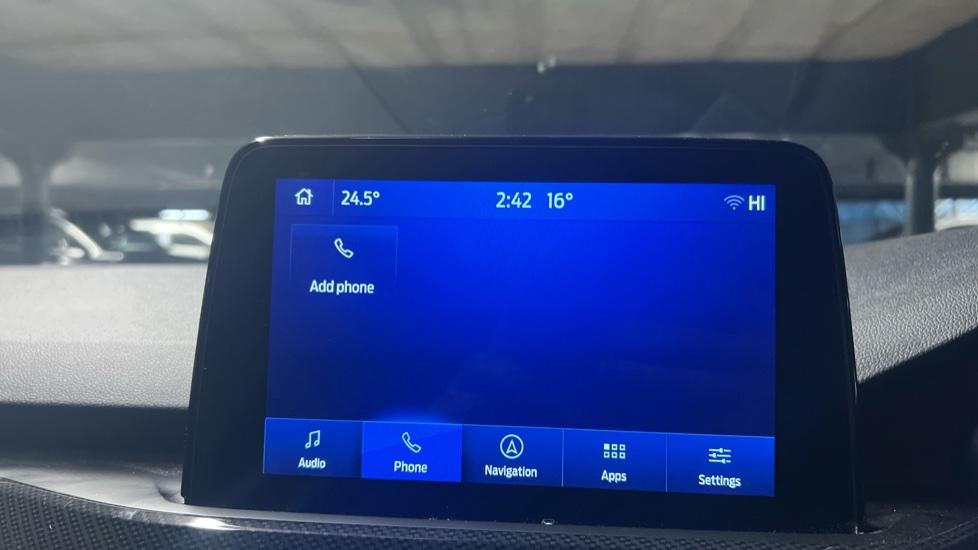 24.5° 2:42 16° HI
Add phone
Audio Phone Navigation Apps Settings